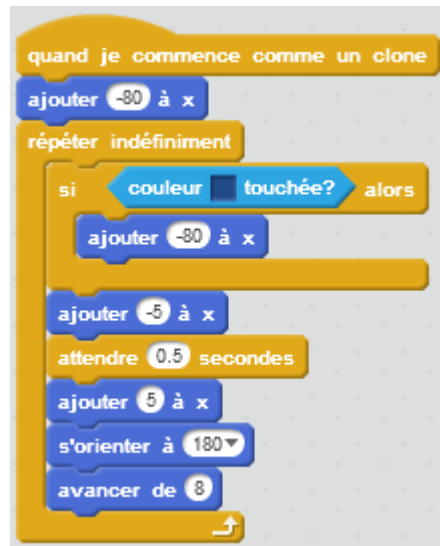 quand je commence comme un clone
ajouter -80 à x
répéter indéfiniment
si couleur touchée? alors
ajouter -80 à x
ajouter -5 à x
attendre 0.5 secondes
ajouter 5 à x
s'orienter à 180
avancer de 8